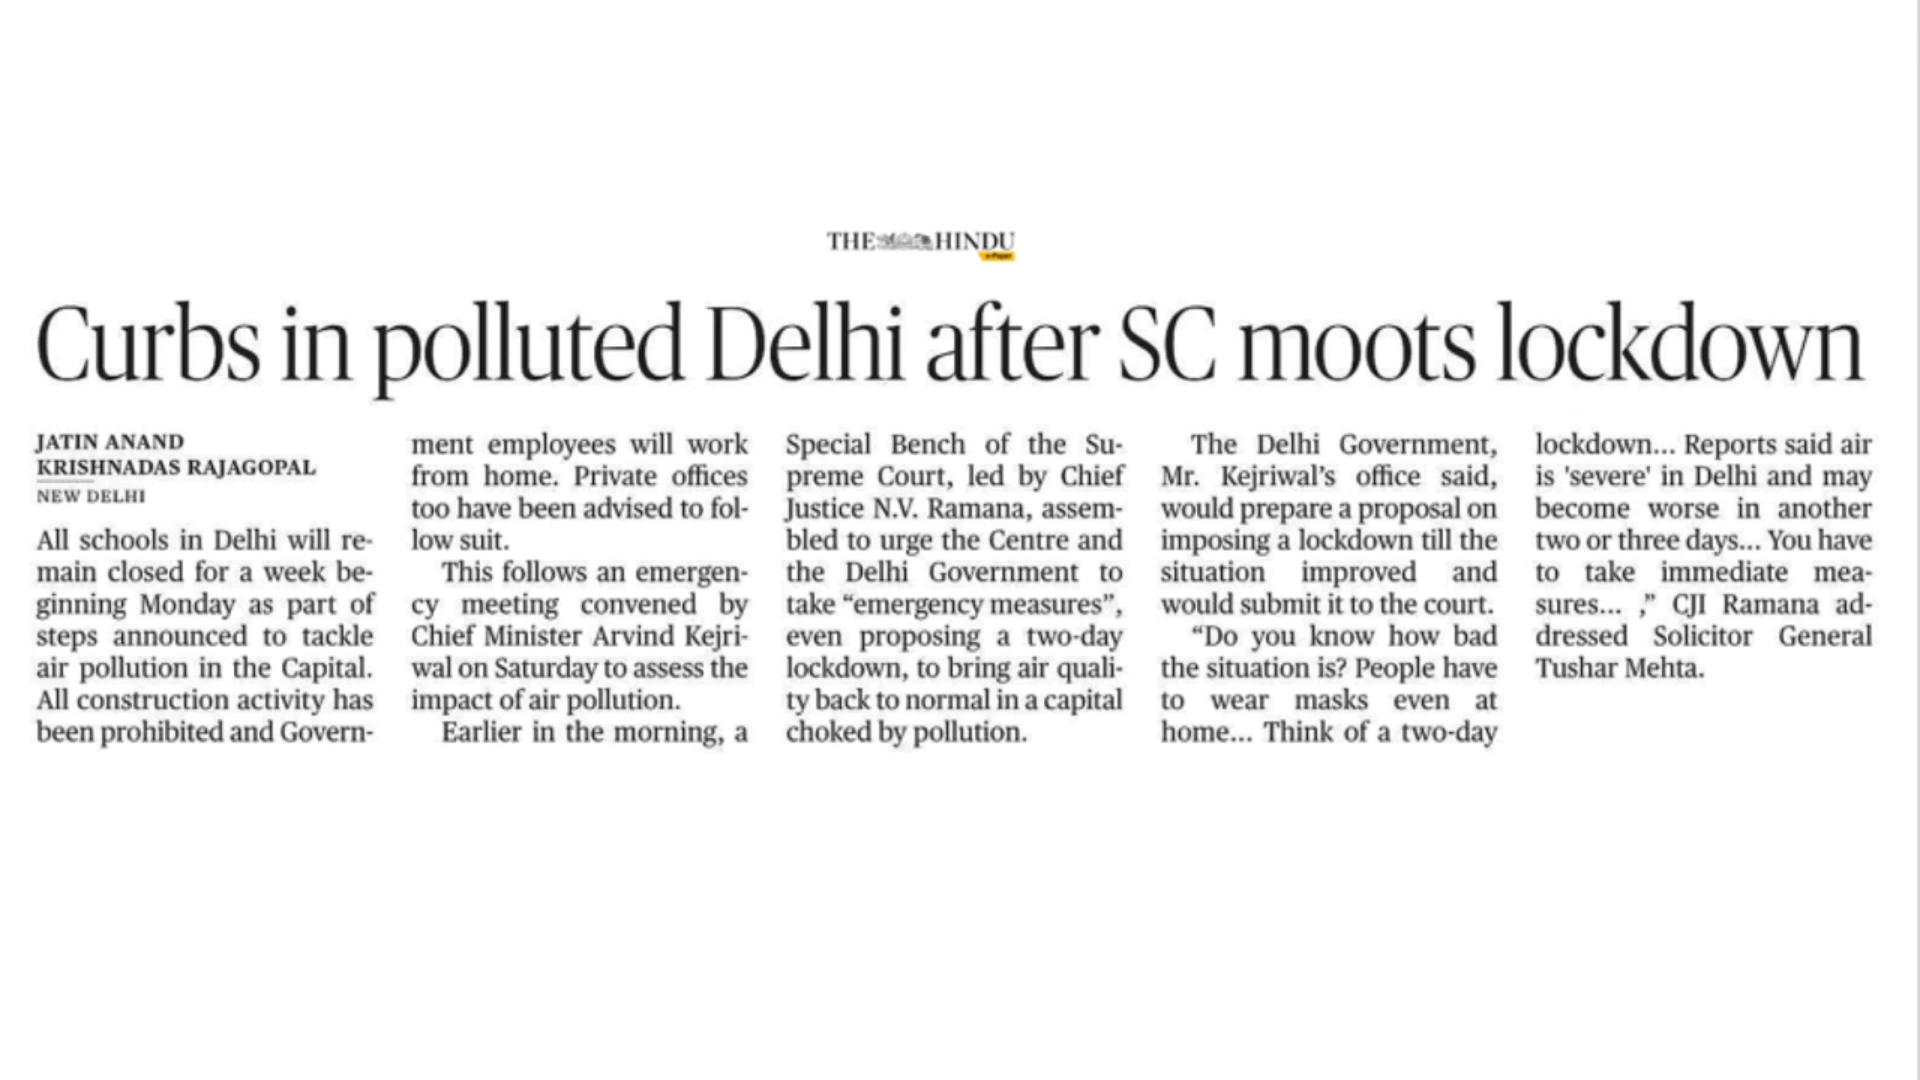 THE HINDU
e-Paper
Curbs in polluted Delhi after SC moots lockdown
JATIN ANAND
KRISHNADAS RAJAGOPAL
NEW DELHI
All schools in Delhi will re-
main closed for a week be-
ginning Monday as part of
steps announced to tackle
air pollution in the Capital.
All construction activity has
been prohibited and Govern-
ment employees will work
from home. Private offices
too have been advised to fol-
low suit.
This follows an emergen-
cy meeting convened by
Chief Minister Arvind Kejri-
wal on Saturday to assess the
impact of air pollution.
Earlier in the morning, a
Special Bench of the Su-
preme Court, led by Chief
Justice N.V. Ramana, assem-
bled to urge the Centre and
the Delhi Government to
take “emergency measures”,
even proposing a two-day
lockdown, to bring air quali-
ty back to normal in a capital
choked by pollution.
The Delhi Government,
Mr. Kejriwal’s office said,
would prepare a proposal on
imposing a lockdown till the
situation improved and
would submit it to the court.
“Do you know how bad
the situation is? People have
to wear masks even at
home... Think of a two-day
lockdown... Reports said air
is 'severe' in Delhi and may
become worse in another
two or three days... You have
to take immediate mea-
sures... ,” CJI Ramana ad-
dressed Solicitor General
Tushar Mehta.